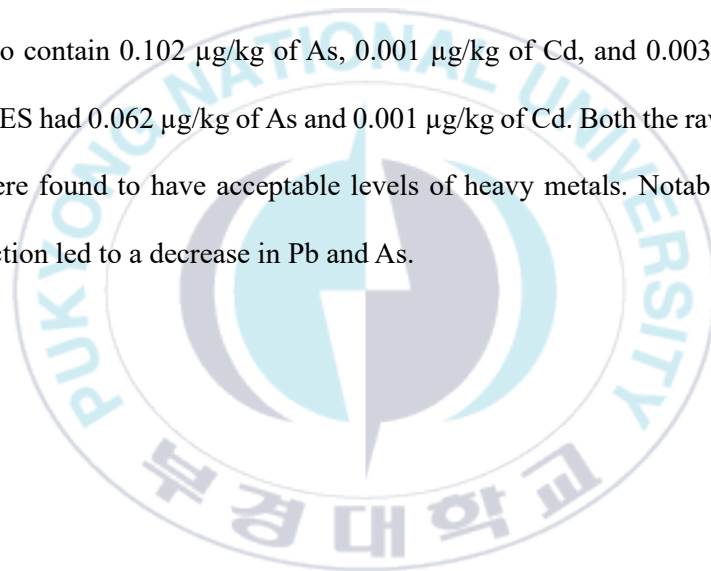 o contain 0.102 µg/kg of As, 0.001 µg/kg of Cd, and 0.003
ES had 0.062 µg/kg of As and 0.001 µg/kg of Cd. Both the rav
ere found to have acceptable levels of heavy metals. Notab
ction led to a decrease in Pb and As.
PUKYONG NATIONAL UNIVERSITY
부경대학교